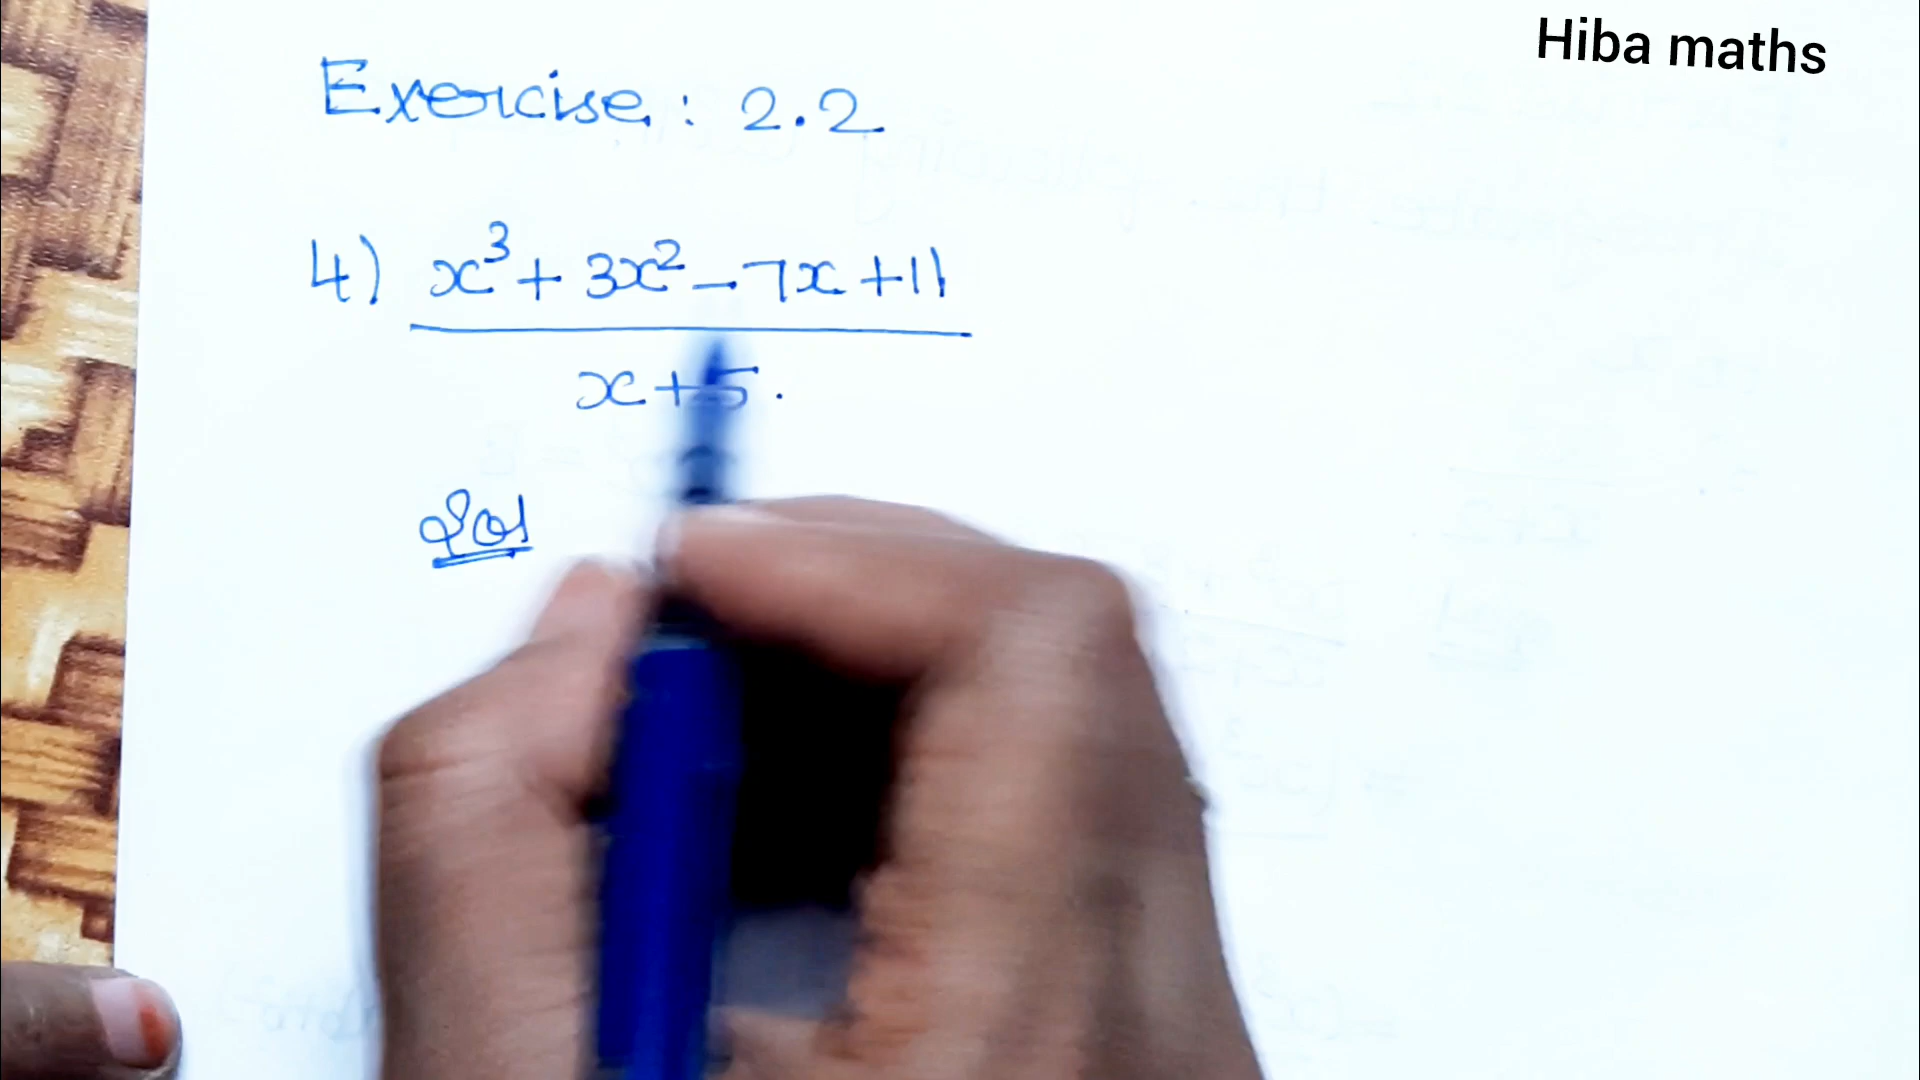 Hiba maths
Exercise: 2.2
4) x³ + 3x² - 7x + 11
x + 5.
Sol